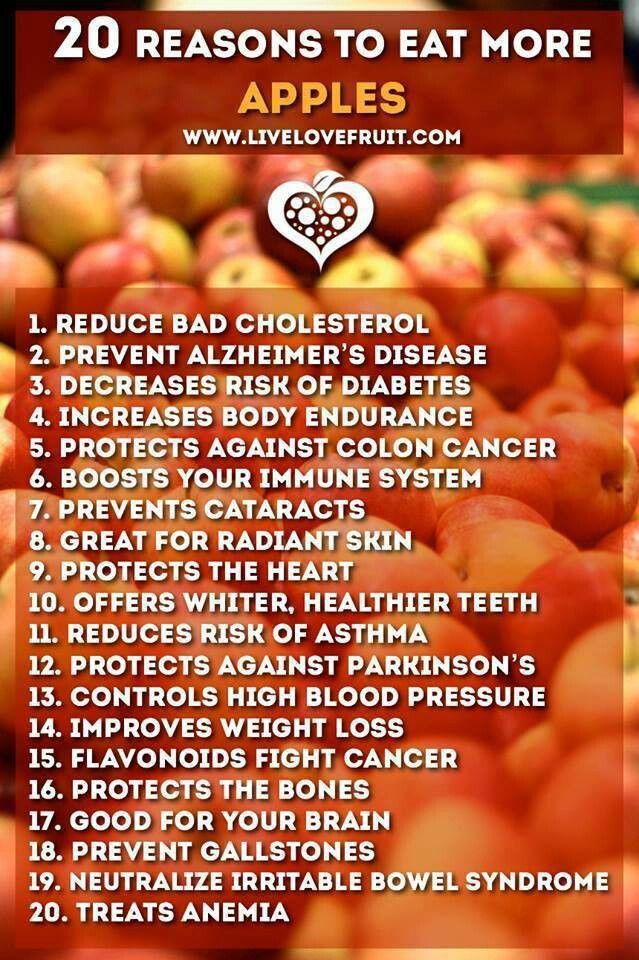 20 REASONS TO EAT MORE
APPLES
WWW.LIVELOVEFRUIT.COM
1. REDUCE BAD CHOLESTEROL
2. PREVENT ALZHEIMER'S DISEASE
3. DECREASES RISK OF DIABETES
4. INCREASES BODY ENDURANCE
5. PROTECTS AGAINST COLON CANCER
6. BOOSTS YOUR IMMUNE SYSTEM
7. PREVENTS CATARACTS
8. GREAT FOR RADIANT SKIN
9. PROTECTS THE HEART
10. OFFERS WHITER, HEALTHIER TEETH
11. REDUCES RISK OF ASTHMA
12. PROTECTS AGAINST PARKINSON'S
13. CONTROLS HIGH BLOOD PRESSURE
14. IMPROVES WEIGHT LOSS
15. FLAVONOIDS FIGHT CANCER
16. PROTECTS THE BONES
17. GOOD FOR YOUR BRAIN
18. PREVENT GALLSTONES
19. NEUTRALIZE IRRITABLE BOWEL SYNDROME
20. TREATS ANEMIA